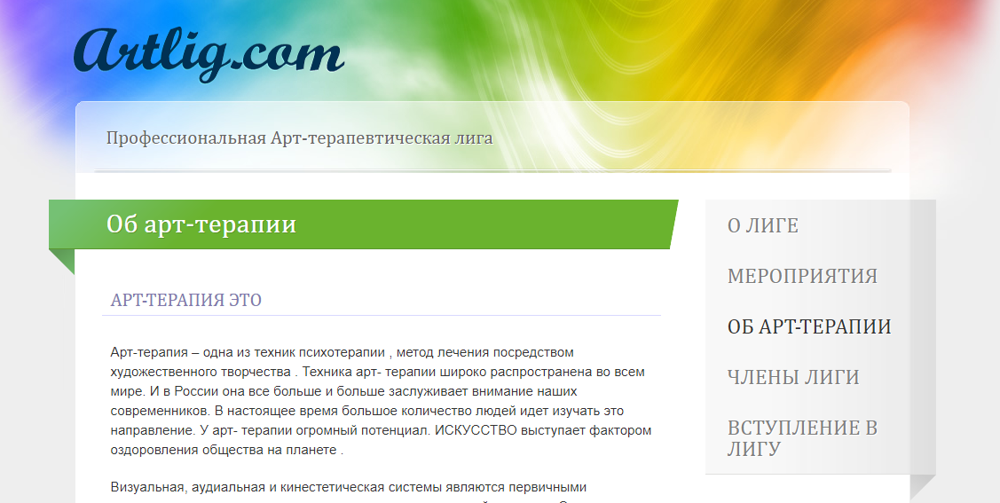 Artlig.com
Профессиональная Арт-терапевтическая лига
Об арт-терапии
АРТ-ТЕРАПИЯ ЭТО
Арт-терапия – одна из техник психотерапии , метод лечения посредством
художественного творчества . Техника арт- терапии широко распространена во всем
мире. И в России она все больше и больше заслуживает внимание наших
современников. В настоящее время большое количество людей идет изучать это
направление. У арт- терапии огромный потенциал. ИСКУССТВО выступает фактором
оздоровления общества на планете .
Визуальная, аудиальная и кинестетическая системы являются первичными
О ЛИГЕ
МЕРОПРИЯТИЯ
ОБ АРТ-ТЕРАПИИ
ЧЛЕНЫ ЛИГИ
ВСТУПЛЕНИЕ В
ЛИГУ